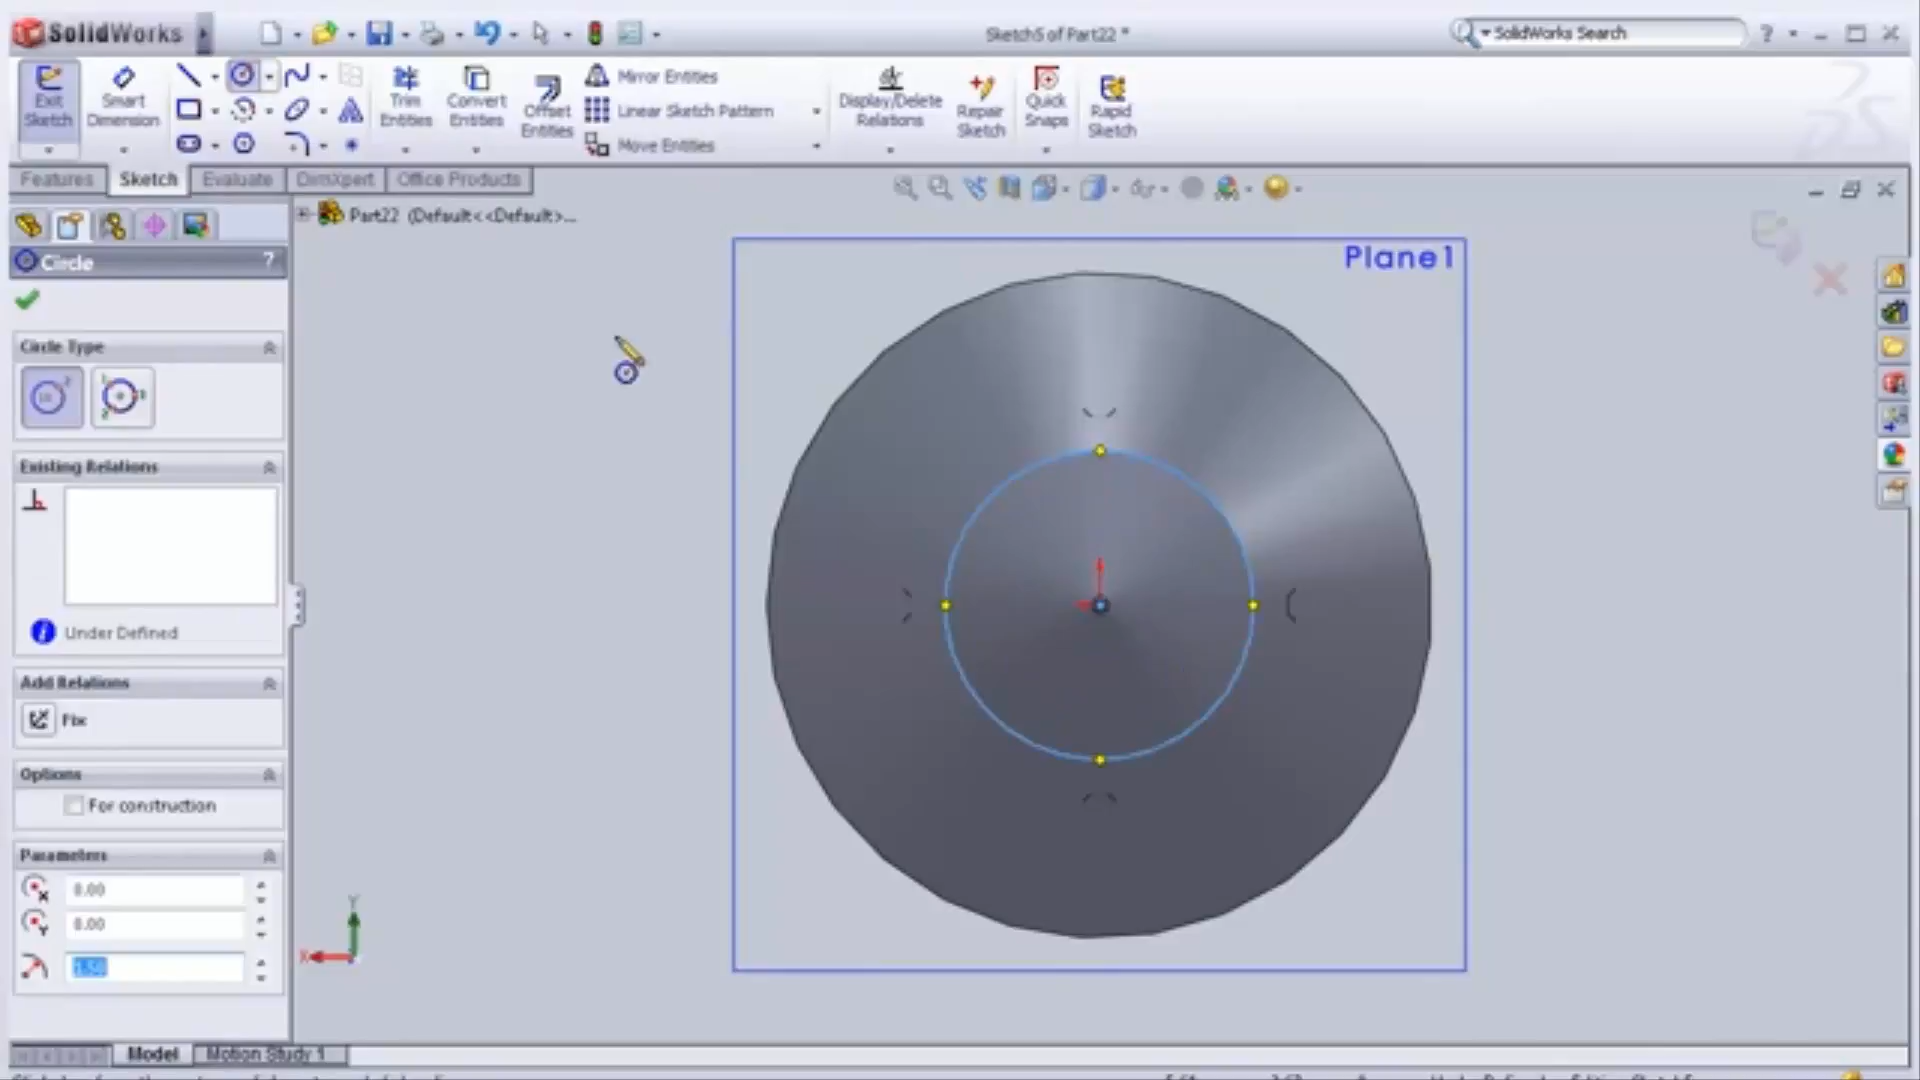 SolidWorks
Sketch5 of Part22 *
SolidWorks Search
?
Exit Sketch
Smart Dimension
Trim Entities
Convert Entities
Offset Entities
Mirror Entities
Linear Sketch Pattern
Move Entities
Display/Delete Relations
Repair Sketch
Quick Snaps
Rapid Sketch
Features
Sketch
Evaluate
DimXpert
Office Products
Part22 (Default<<Default>...
Circle
?
Plane1
Circle Type
Existing Relations
Under Defined
Add Relations
Fix
Options
For construction
Parameters
0.00
0.00
1.50
Y
X
Model
Motion Study 1